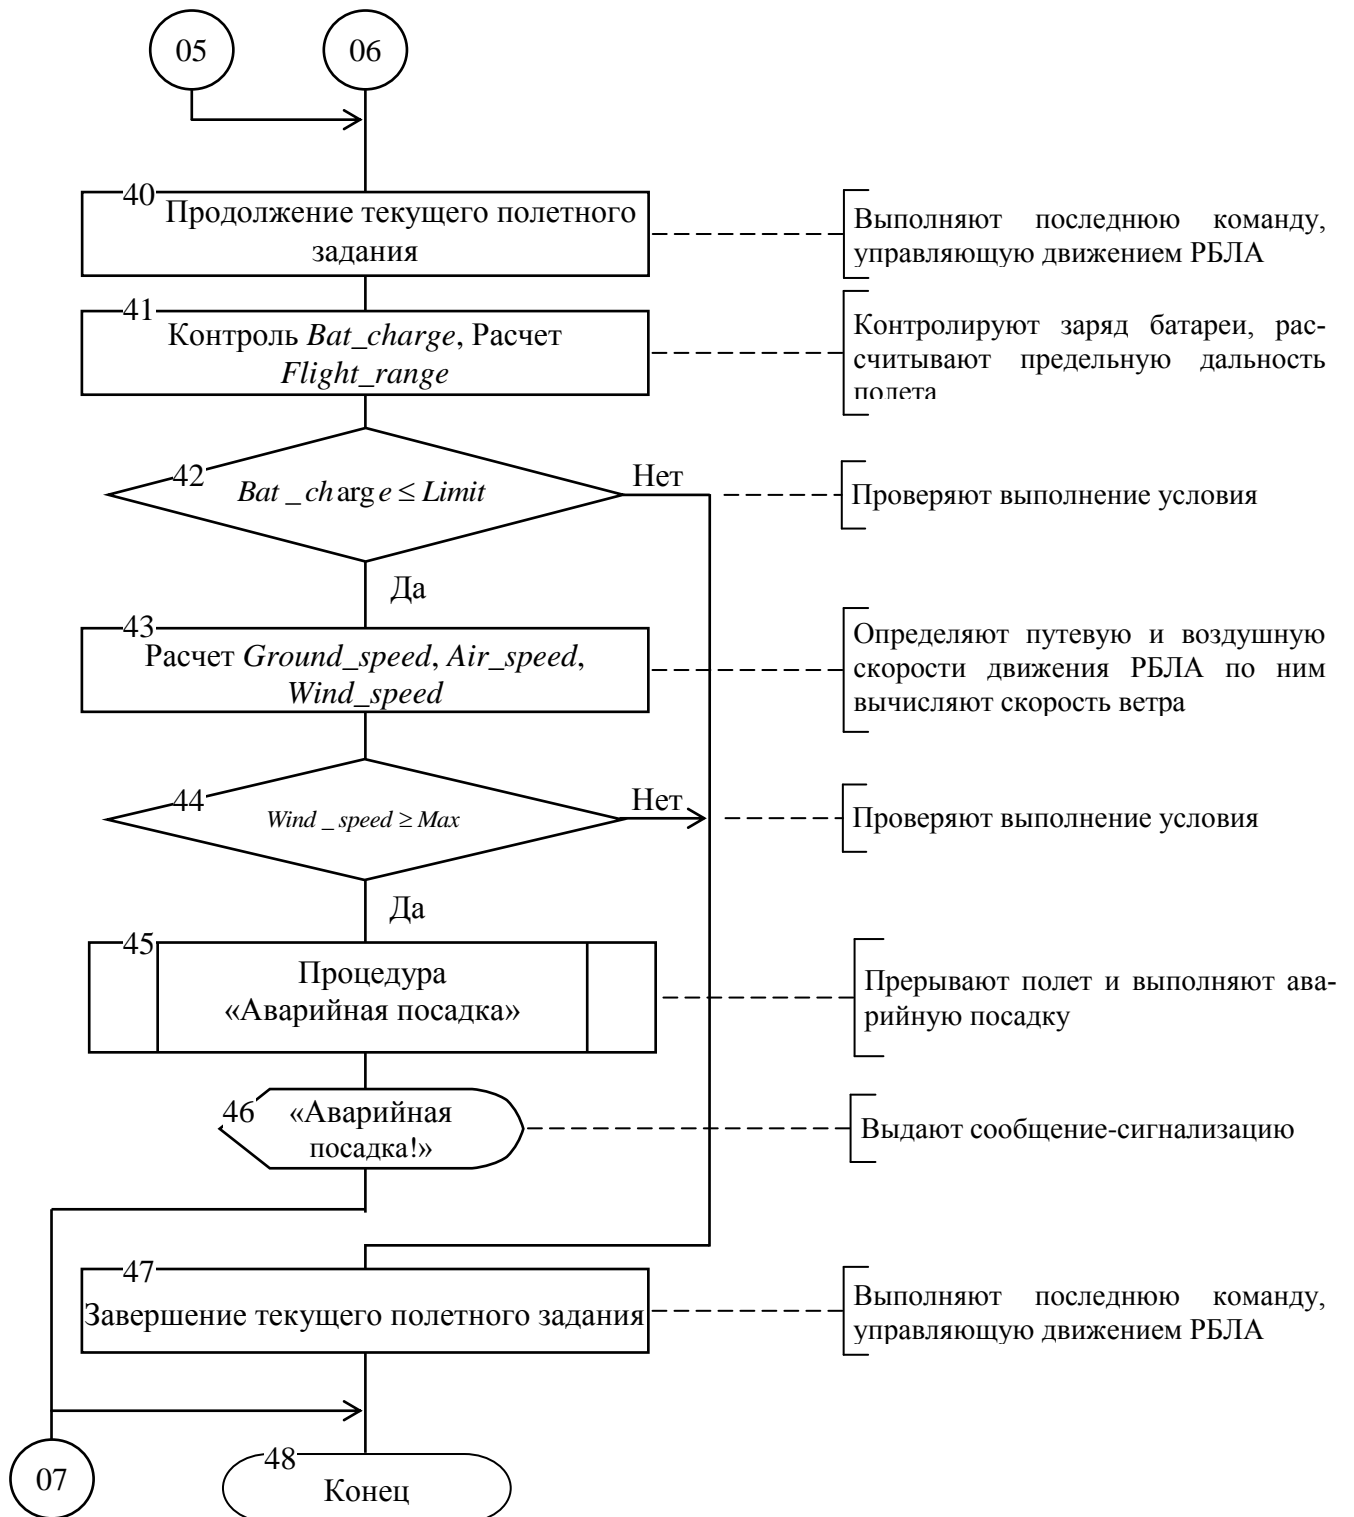 05
06
40
Продолжение текущего полетного
задания
Выполняют последнюю команду,
управляющую движением РБЛА
41
Контроль Bat_charge, Расчет
Flight_range
Контролируют заряд батареи, рас-
считывают предельную дальность
полета
42
Bat_charge ≤ Limit
Нет
Проверяют выполнение условия
Да
43
Расчет Ground_speed, Air_speed,
Wind_speed
Определяют путевую и воздушную
скорости движения РБЛА по ним
вычисляют скорость ветра
44
Wind_speed ≥ Max
Нет
Проверяют выполнение условия
Да
45
Процедура
«Аварийная посадка»
Прерывают полет и выполняют ава-
рийную посадку
46
«Аварийная
посадка!»
Выдают сообщение-сигнализацию
47
Завершение текущего полетного задания
Выполняют последнюю команду,
управляющую движением РБЛА
07
48
Конец